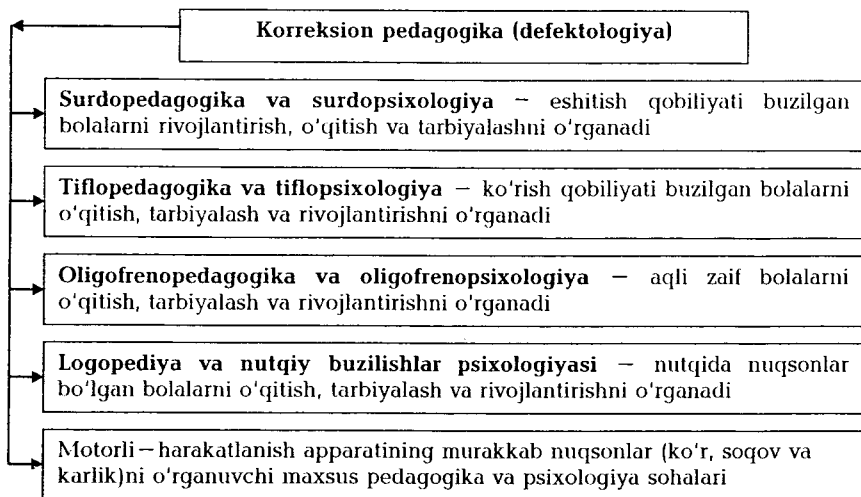 Korreksion pedagogika (defektologiya)
Surdopedagogika va surdopsixologiya – eshitish qobiliyati buzilgan
bolalarni rivojlantirish, o‘qitish va tarbiyalashni o‘rganadi
Tiflopedagogika va tiflopsixologiya – ko‘rish qobiliyati buzilgan bolalarni
o‘qitish, tarbiyalash va rivojlantirishni o‘rganadi
Oligofrenopedagogika va oligofrenopsixologiya – aqli zaif bolalarni
o‘qitish, tarbiyalash va rivojlantirishni o‘rganadi
Logopediya va nutqiy buzilishlar psixologiyasi – nutqida nuqsonlar
bo‘lgan bolalarni o‘qitish, tarbiyalash va rivojlantirishni o‘rganadi
Motorli–harakatlanish apparatining murakkab nuqsonlar (ko‘r, soqov va
karlik)ni o‘rganuvchi maxsus pedagogika va psixologiya sohalari